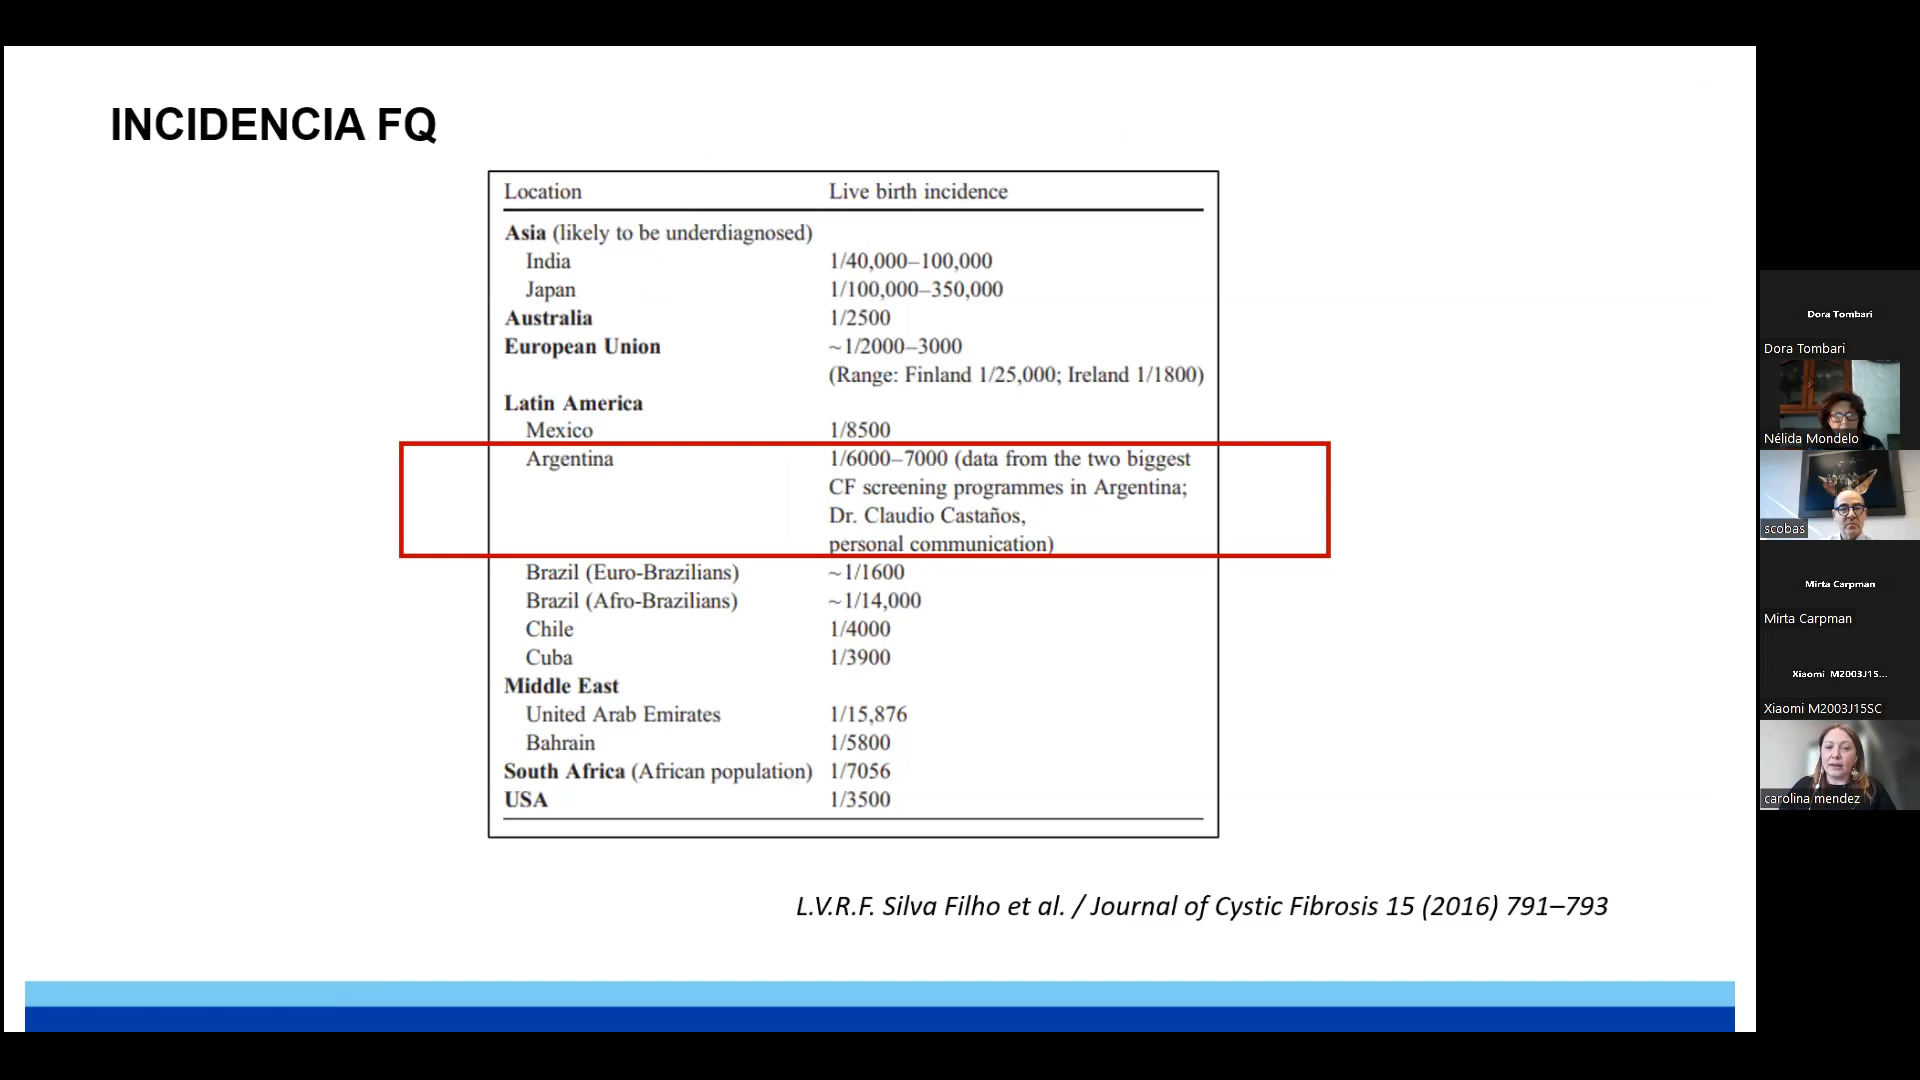 INCIDENCIA FQ
Location Live birth incidence
Asia (likely to be underdiagnosed)
India 1/40,000–100,000
Japan 1/100,000–350,000
Australia 1/2500
European Union ~1/2000–3000
(Range: Finland 1/25,000; Ireland 1/1800)
Latin America
Mexico 1/8500
Argentina 1/6000–7000 (data from the two biggest
CF screening programmes in Argentina;
Dr. Claudio Castaños,
personal communication)
Brazil (Euro-Brazilians) ~1/1600
Brazil (Afro-Brazilians) ~1/14,000
Chile 1/4000
Cuba 1/3900
Middle East
United Arab Emirates 1/15,876
Bahrain 1/5800
South Africa (African population) 1/7056
USA 1/3500
L.V.R.F. Silva Filho et al. / Journal of Cystic Fibrosis 15 (2016) 791–793
Dora Tombari
Dora Tombari
Nélida Mondelo
scobas
Mirta Carpman
Mirta Carpman
Xiaomi M2003J15...
Xiaomi M2003J15SC
carolina mendez